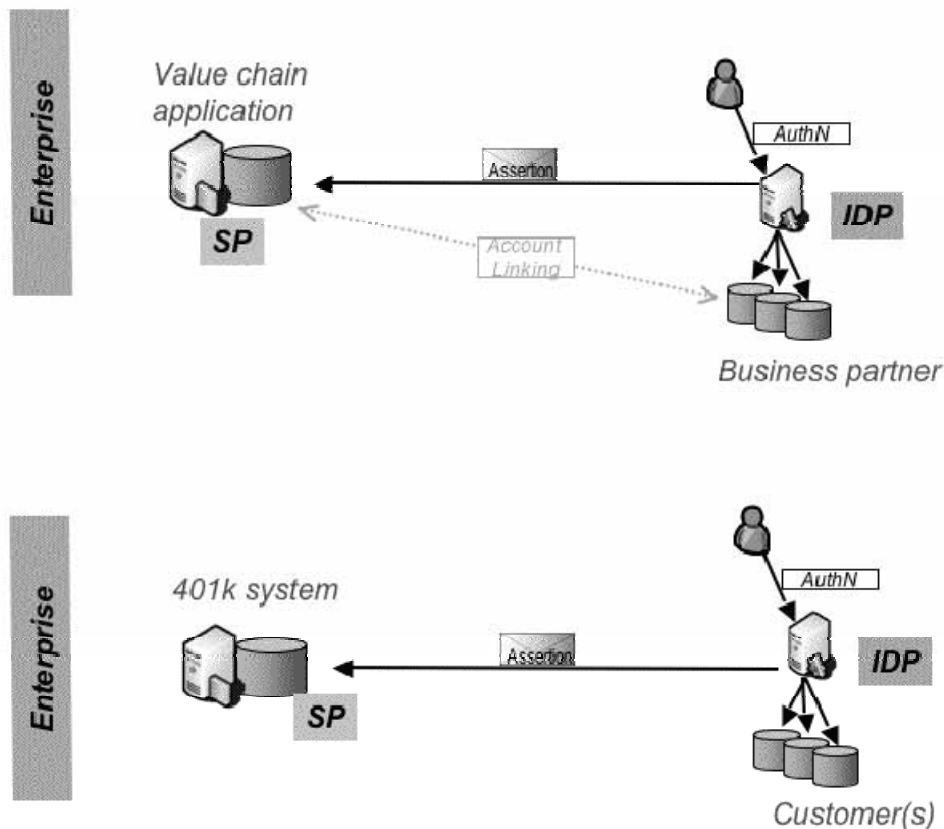 Enterprise
Value chain
application
SP
Assertion
Account
Linking
AuthN
IDP
Business partner
Enterprise
401k system
SP
Assertion
AuthN
IDP
Customer(s)